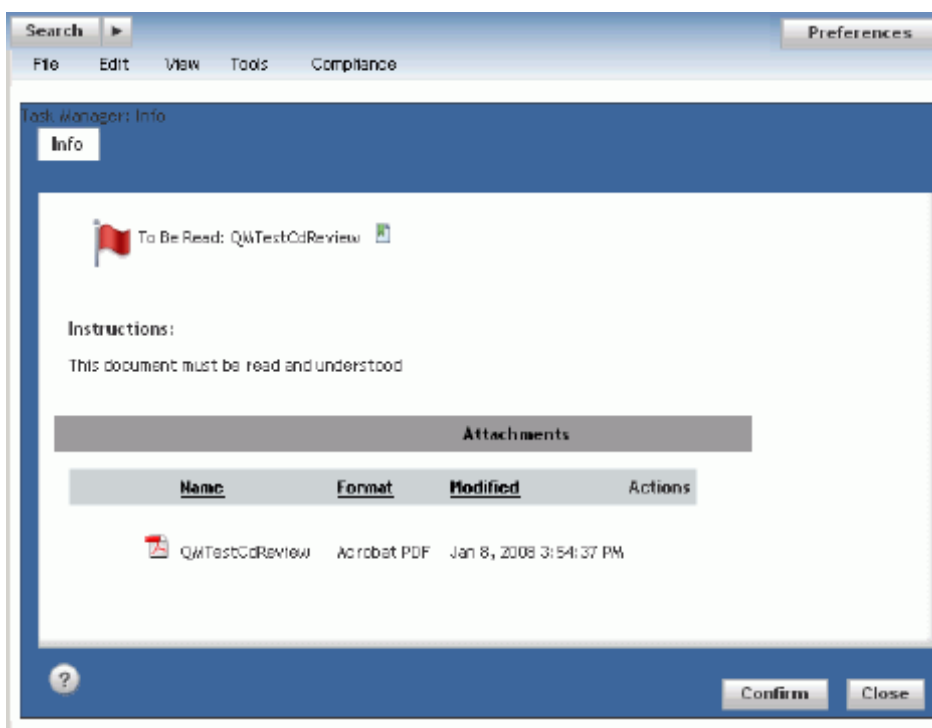 Search Preferences
File Edit View Tools Compliance
Task Manager: Info
Info
To Be Read: QMTestCdReview
Instructions:
This document must be read and understood
Attachments
Name Format Modified Actions
QMTestCdReview Acrobat PDF Jan 8, 2008 3:54:37 PM
?
Confirm Close